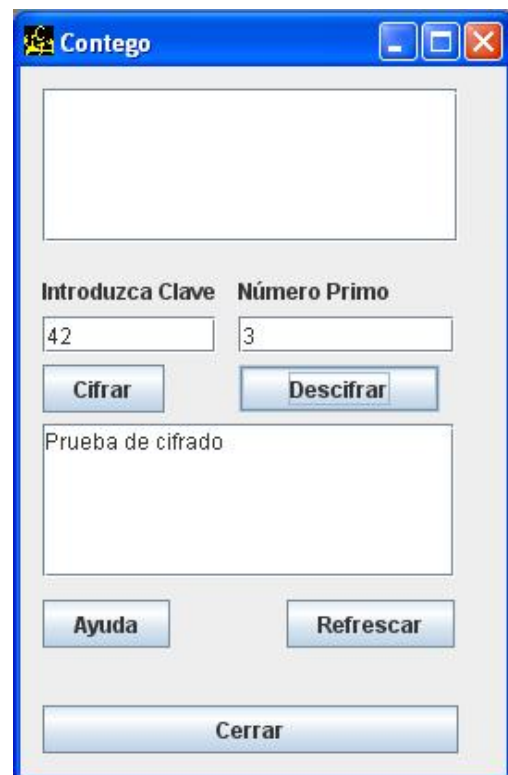 Contego
Introduzca Clave Número Primo
42 3
Cifrar Descifrar
Prueba de cifrado
Ayuda Refrescar
Cerrar